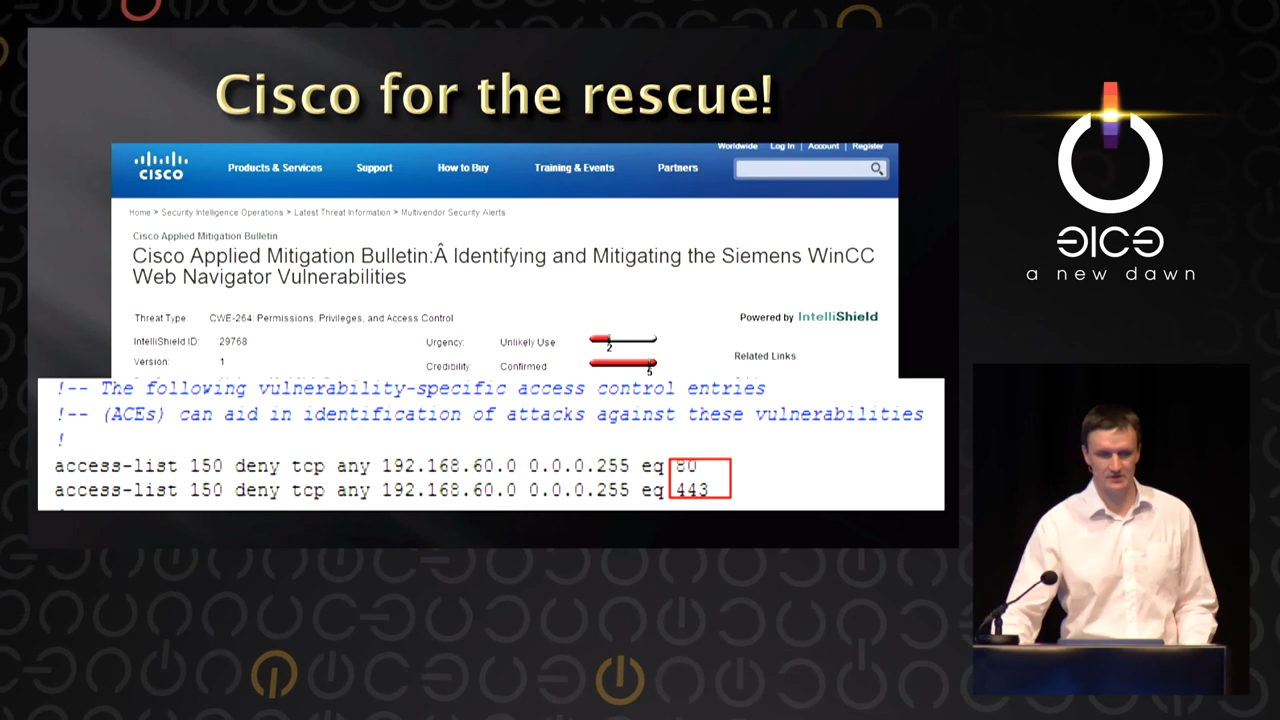 Cisco for the rescue!
CISCO
Products & Services
Support
How to Buy
Training & Events
Partners
Worldwide Log In | Account | Register
Home > Security Intelligence Operations > Latest Threat Information > Multivendor Security Alerts
Cisco Applied Mitigation Bulletin
Cisco Applied Mitigation Bulletin:Â Identifying and Mitigating the Siemens WinCC
Web Navigator Vulnerabilities
Threat Type: CWE-264: Permissions, Privileges, and Access Control
Powered by IntelliShield
IntelliShield ID: 29768
Urgency: Unlikely Use 2
Version: 1
Credibility: Confirmed 5
Related Links
!-- The following vulnerability-specific access control entries
!-- (ACEs) can aid in identification of attacks against these vulnerabilities
!
access-list 150 deny tcp any 192.168.60.0 0.0.0.255 eq 80
access-list 150 deny tcp any 192.168.60.0 0.0.0.255 eq 443
a new dawn